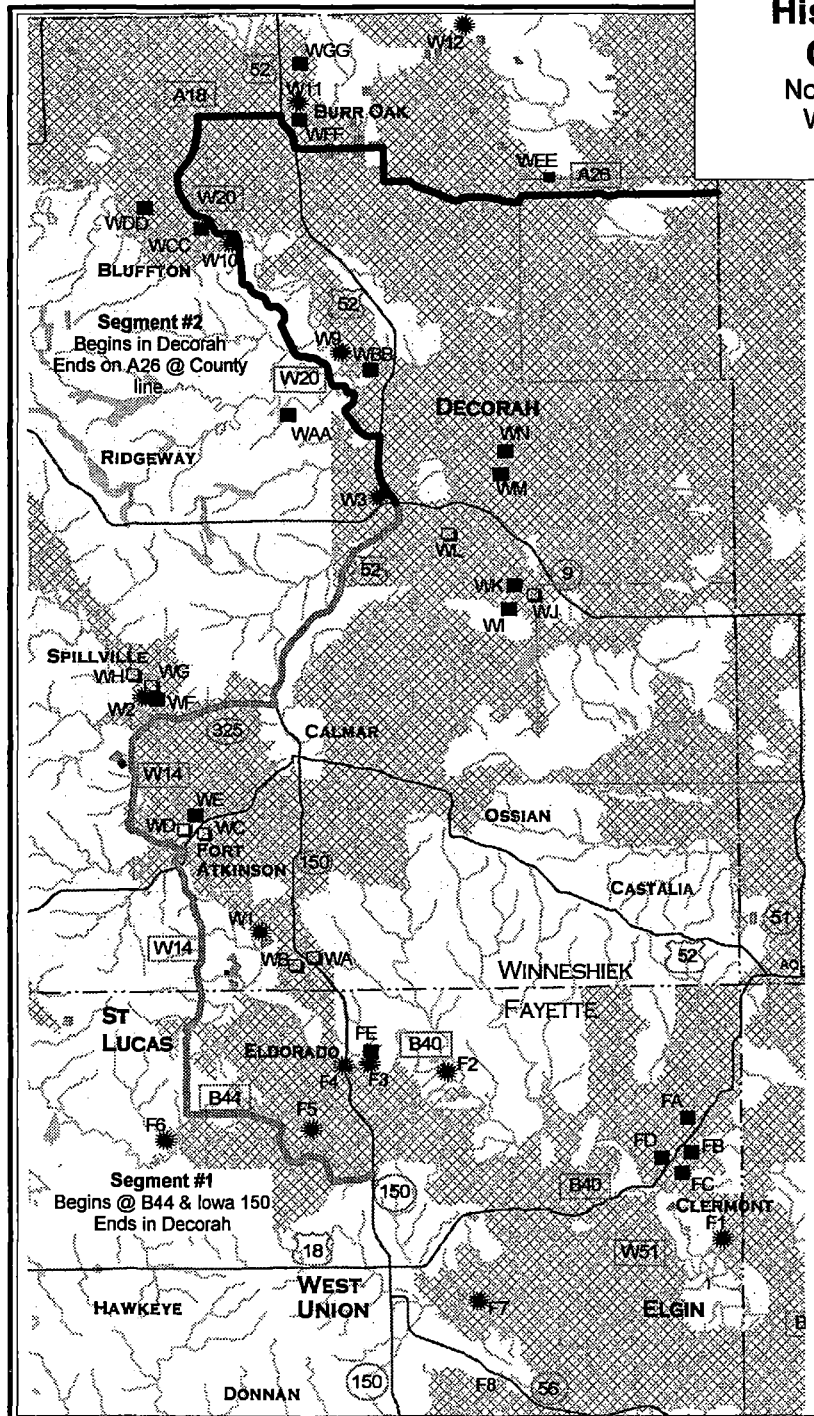 His
No
W
W12
WGG
52
A18
W11
BURR OAK
WFF
WEE
A26
W20
WDD
WCC
W10
BLUFFTON
52
Segment #2
Begins in Decorah
Ends on A26 @ County
line.
W9
WBB
W20
DECORAH
WAA
RIDGEWAY
WN
WM
W3
WL
52
9
WK
WJ
WI
SPILLVILLE
WH
WG
W2
WF
325
CALMAR
W14
WE
WD
WC
OSSIAN
FORT
ATKINSON
150
CASTALIA
51
W1
W14
WB
WA
52
WINNESHIEK
FAYETTE
ST
LUCAS
FE
ELDORADO
B40
F4
F3
F2
B44
F5
FA
F6
FD
FB
FC
Segment #1
Begins @ B44 & Iowa 150
Ends in Decorah
B40
150
CLERMONT
F1
18
W51
WEST
UNION
HAWKEYE
F7
ELGIN
B
150
F8
56
DONNAN